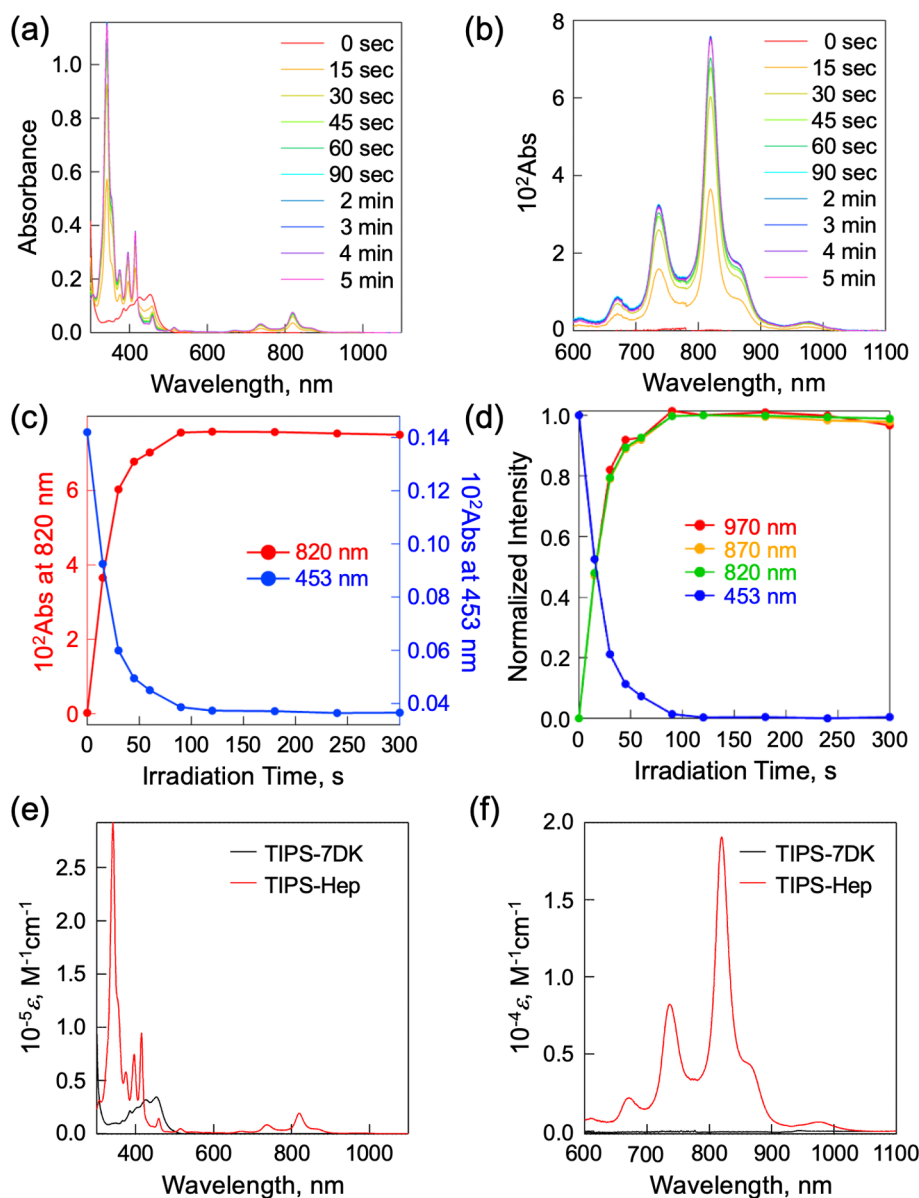 (a)
Absorbance
1.0
0.8
0.6
0.4
0.2
0.0
400
600
800
1000
Wavelength, nm
0 sec
15 sec
30 sec
45 sec
60 sec
90 sec
2 min
3 min
4 min
5 min
(b)
10²Abs
8
6
4
2
0
600
700
800
900
1000
1100
Wavelength, nm
0 sec
15 sec
30 sec
45 sec
60 sec
90 sec
2 min
3 min
4 min
5 min
(c)
10²Abs at 820 nm
6
4
2
0
0
50
100
150
200
250
300
Irradiation Time, s
820 nm
453 nm
0.14
0.12
0.10
0.08
0.06
0.04
10²Abs at 453 nm
(d)
Normalized Intensity
1.0
0.8
0.6
0.4
0.2
0.0
0
50
100
150
200
250
300
Irradiation Time, s
970 nm
870 nm
820 nm
453 nm
(e)
10⁻⁵ε, M⁻¹cm⁻¹
2.5
2.0
1.5
1.0
0.5
0.0
400
600
800
1000
Wavelength, nm
TIPS-7DK
TIPS-Hep
(f)
10⁻⁴ε, M⁻¹cm⁻¹
2.0
1.5
1.0
0.5
0.0
600
700
800
900
1000
1100
Wavelength, nm
TIPS-7DK
TIPS-Hep